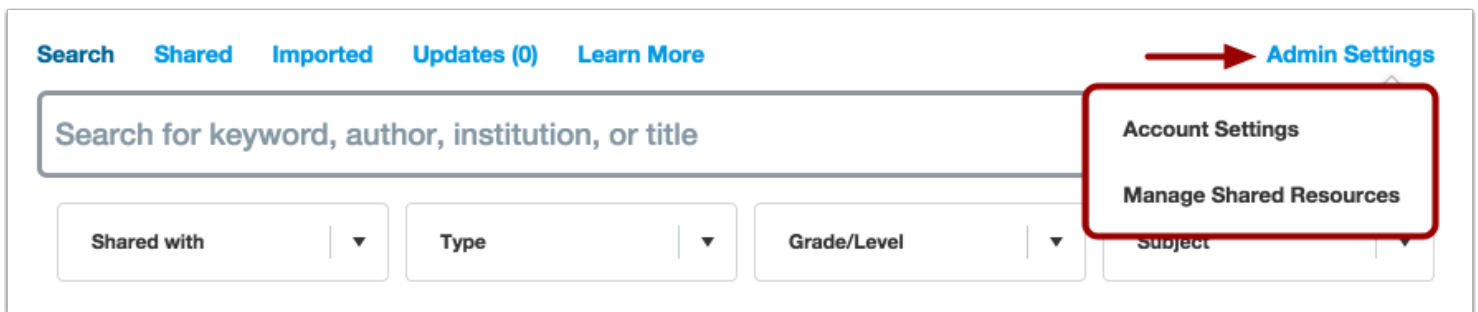 Search Shared Imported Updates (0) Learn More Admin Settings
Search for keyword, author, institution, or title
Account Settings
Manage Shared Resources
Shared with Type Grade/Level Subject